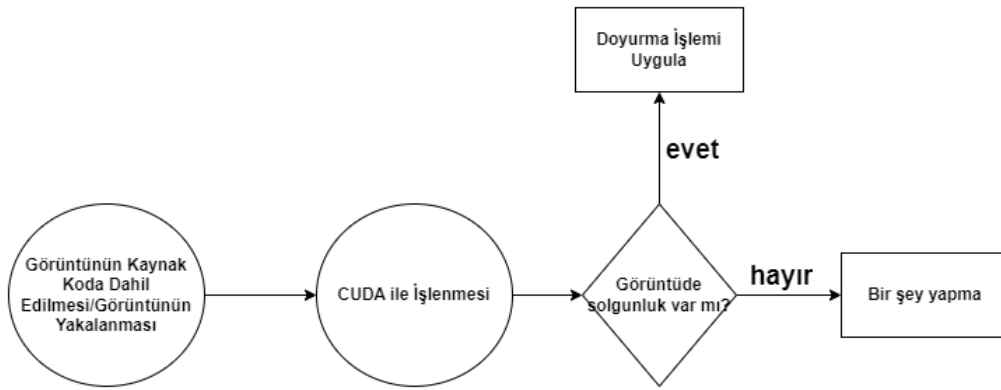 Doyurma İşlemi
Uygula
evet
Görüntünün Kaynak
Koda Dahil
Edilmesi/Görüntünün
Yakalanması
CUDA ile İşlenmesi
Görüntüde
solgunluk var mı?
hayır
Bir şey yapma